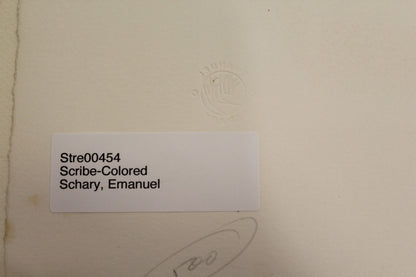 Stre00454
Scribe-Colored
Schary, Emanuel